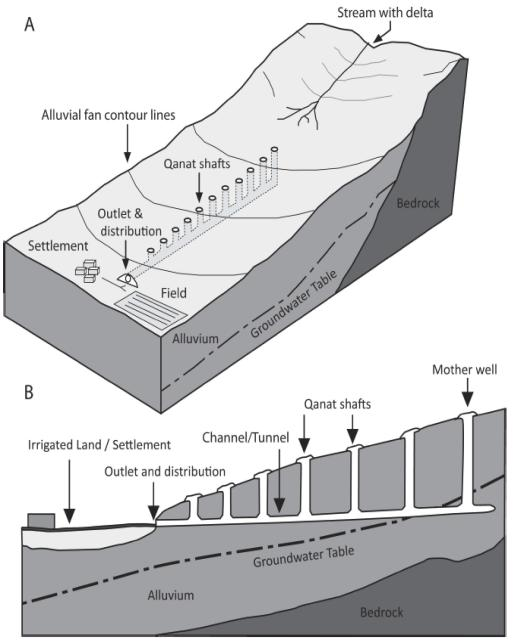 A
Stream with delta
Alluvial fan contour lines
Qanat shafts
Bedrock
Outlet &
distribution
Settlement
Field
Groundwater Table
Alluvium
B
Mother well
Qanat shafts
Channel/Tunnel
Irrigated Land / Settlement
Outlet and distribution
Groundwater Table
Alluvium
Bedrock